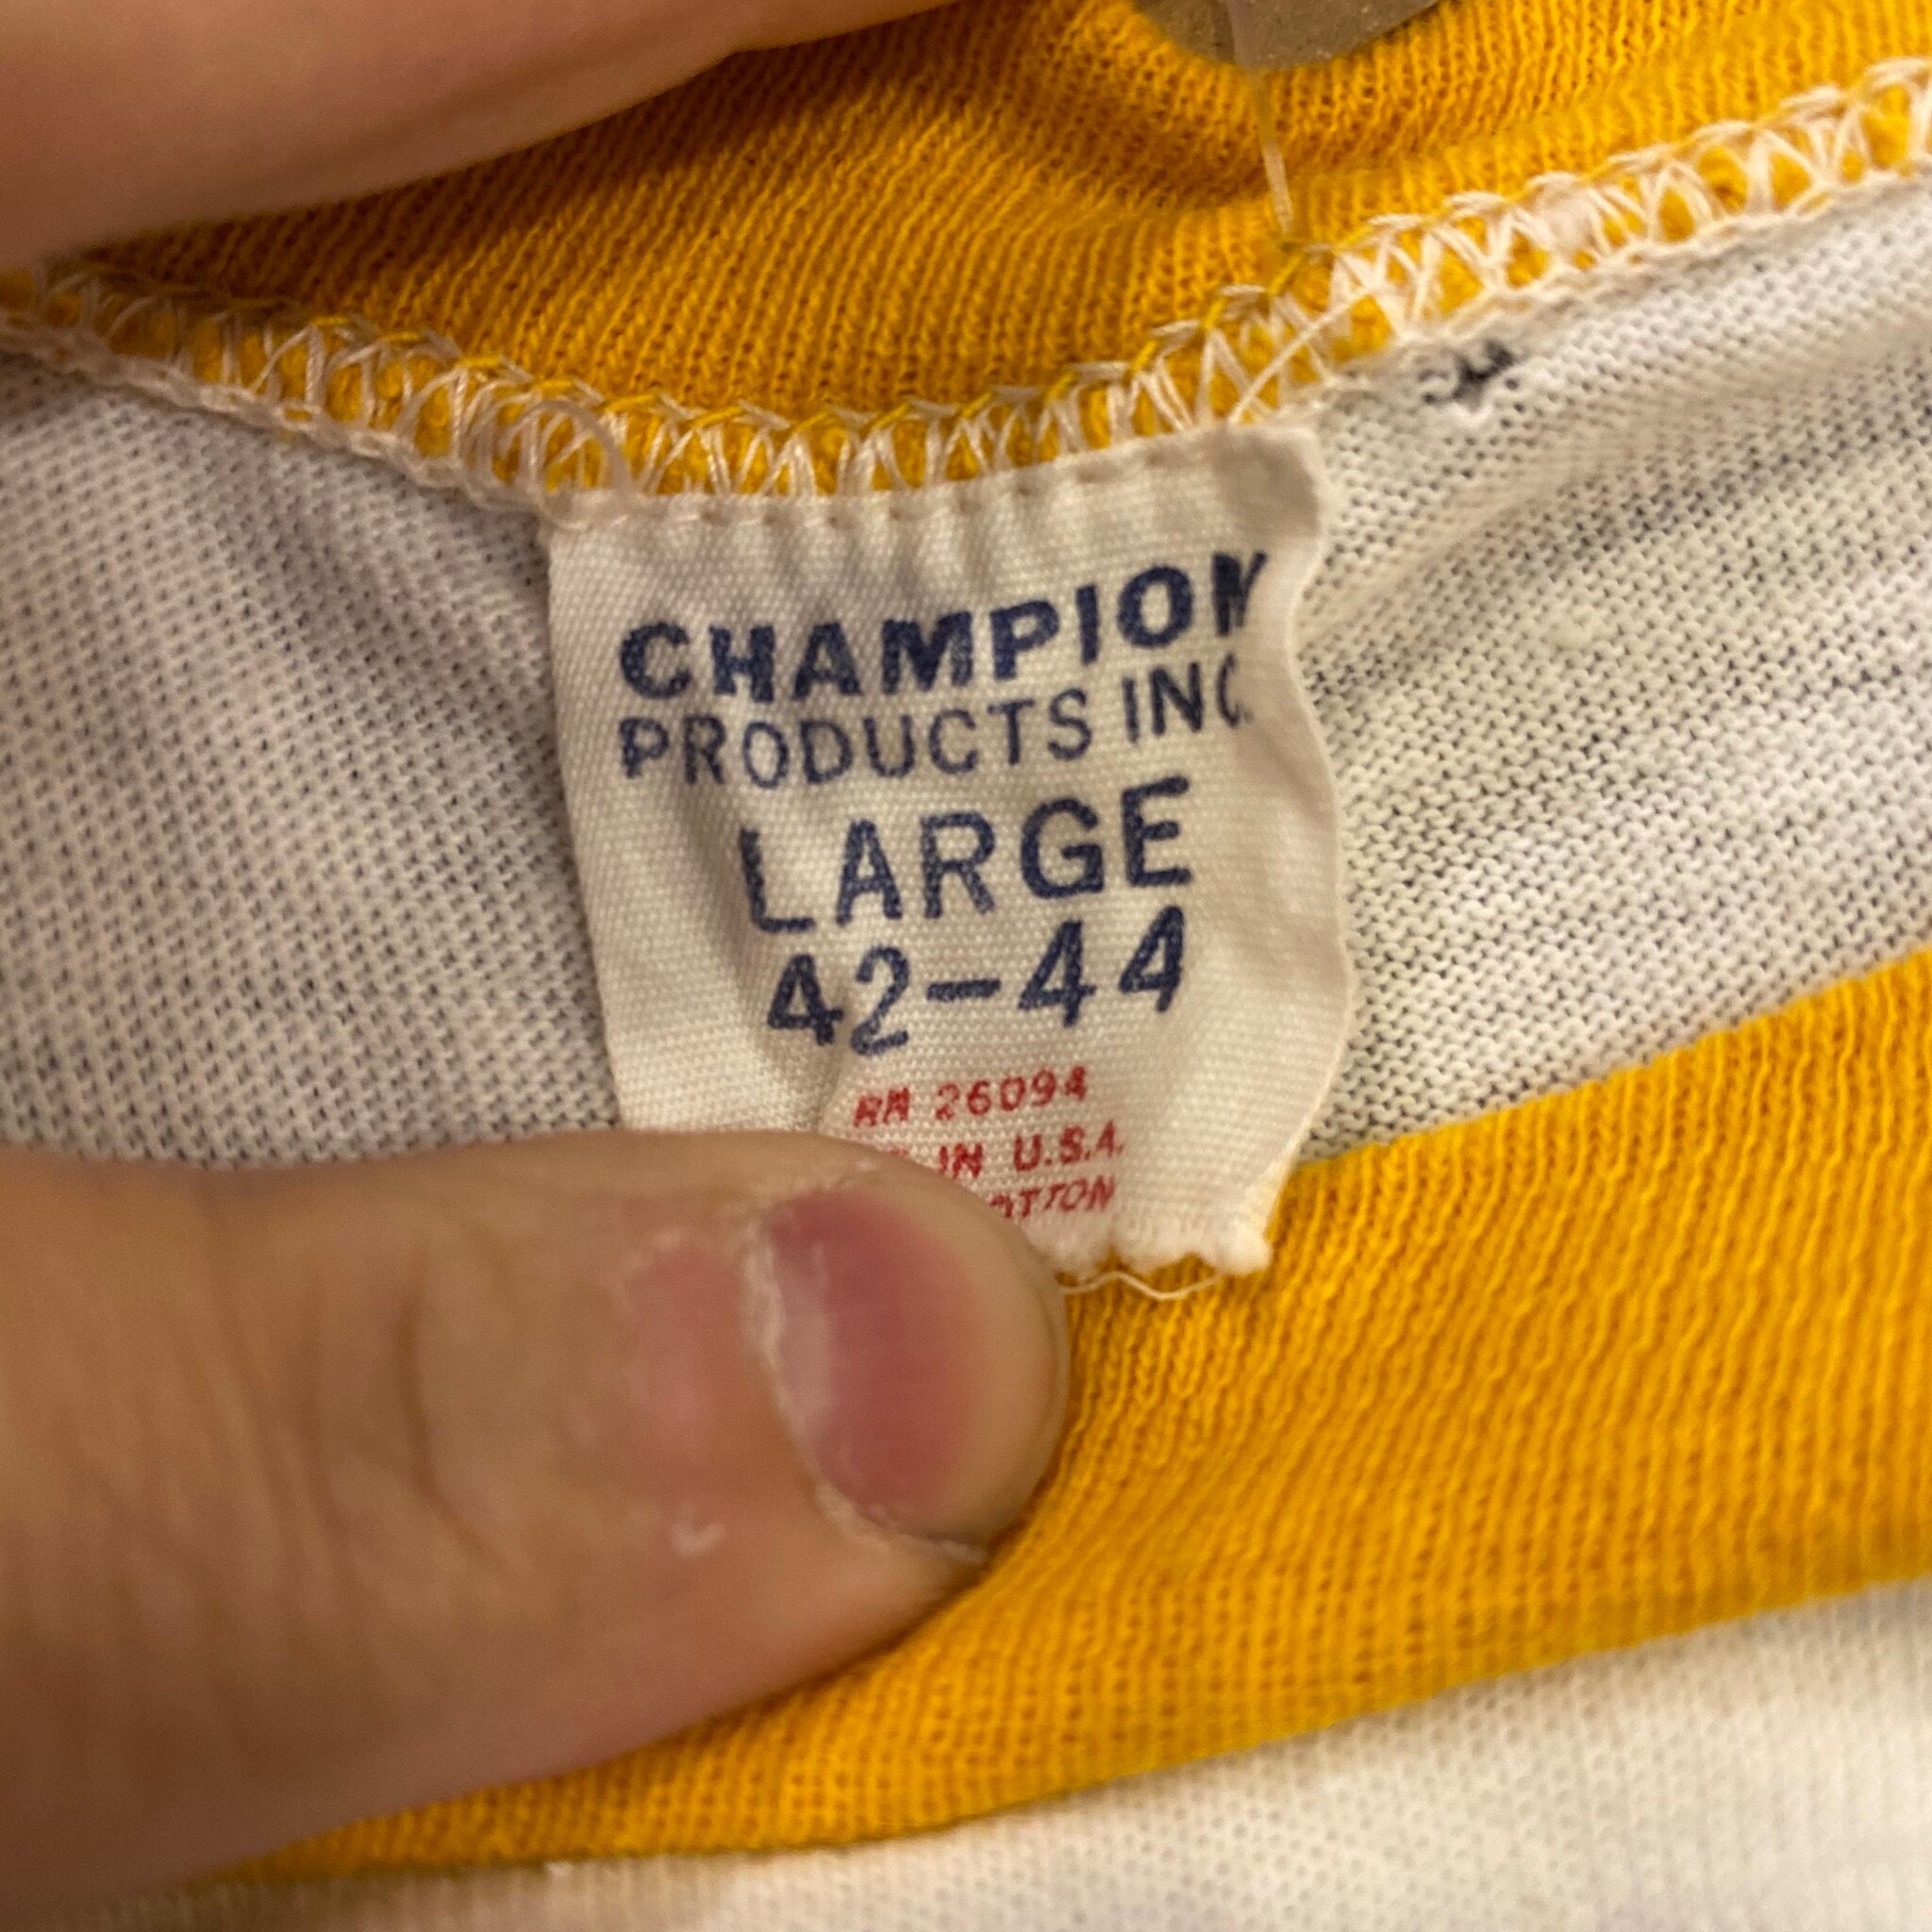 CHAMPION
PRODUCTS INC
LARGE
42-44
RN 26094
IN U.S.A.